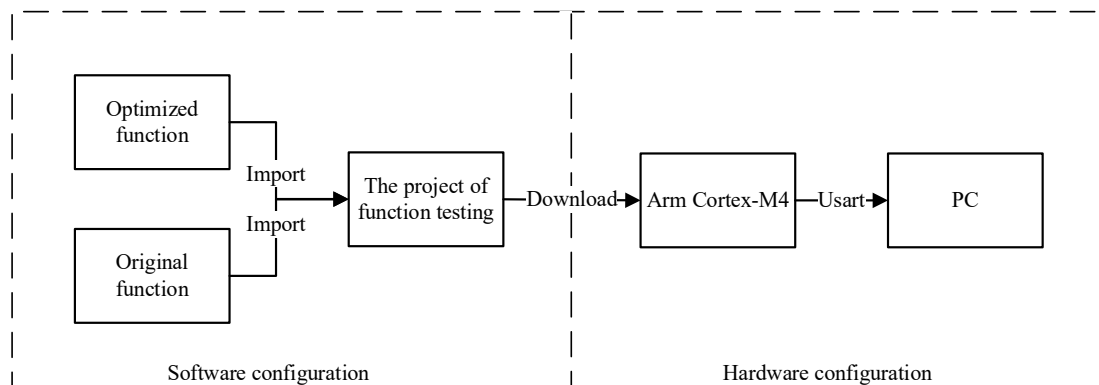 Optimized
function
Import
The project of
function testing
Download
Arm Cortex-M4
Usart
PC
Import
Original
function
Software configuration
Hardware configuration